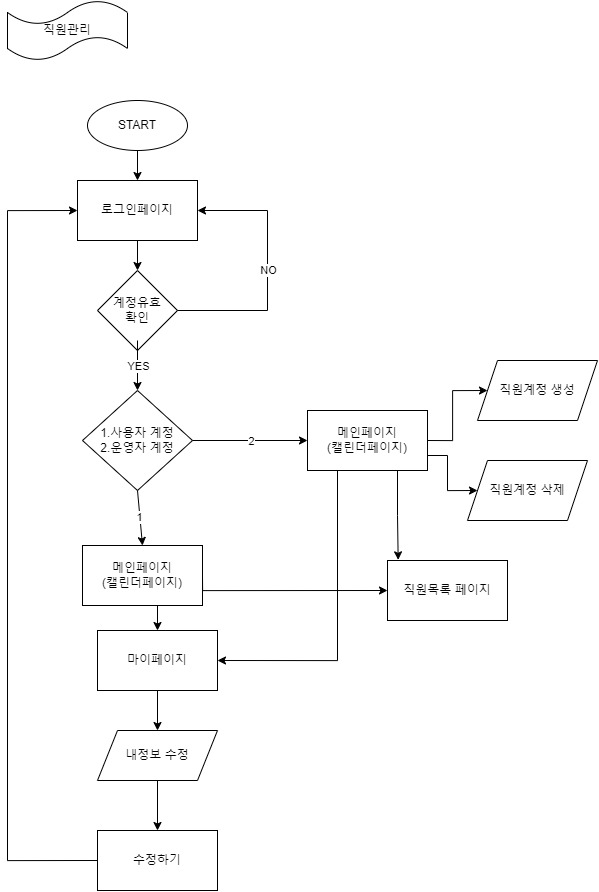 직원관리
START
로그인페이지
NO
계정유효
확인
YES
1.사용자 계정
2.운영자 계정
2
메인페이지
(캘린더페이지)
직원계정 생성
직원계정 삭제
1
메인페이지
(캘린더페이지)
직원목록 페이지
마이페이지
내정보 수정
수정하기